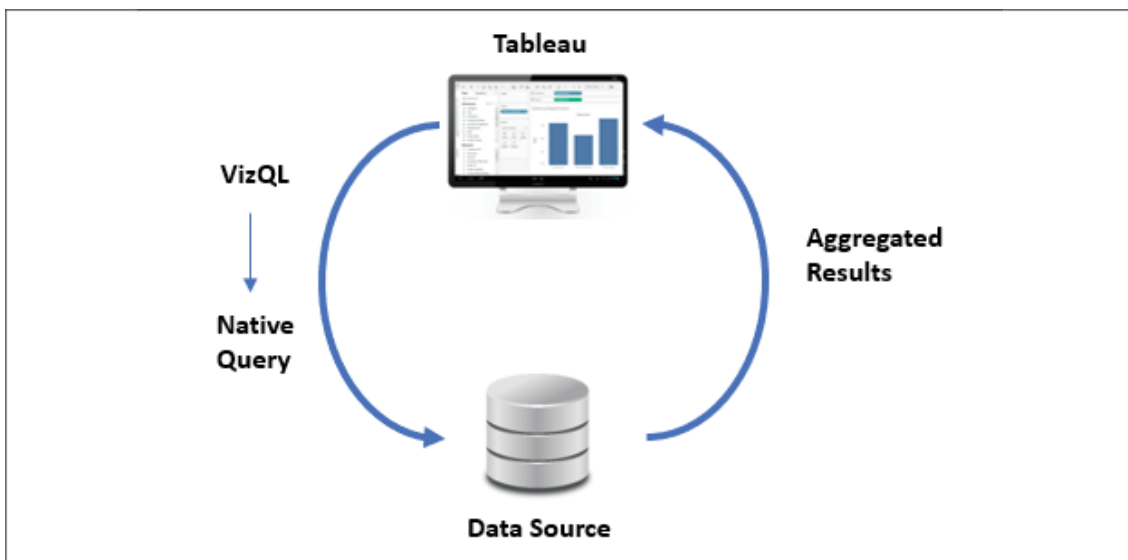 Tableau
VizQL
Native
Query
Aggregated
Results
Data Source